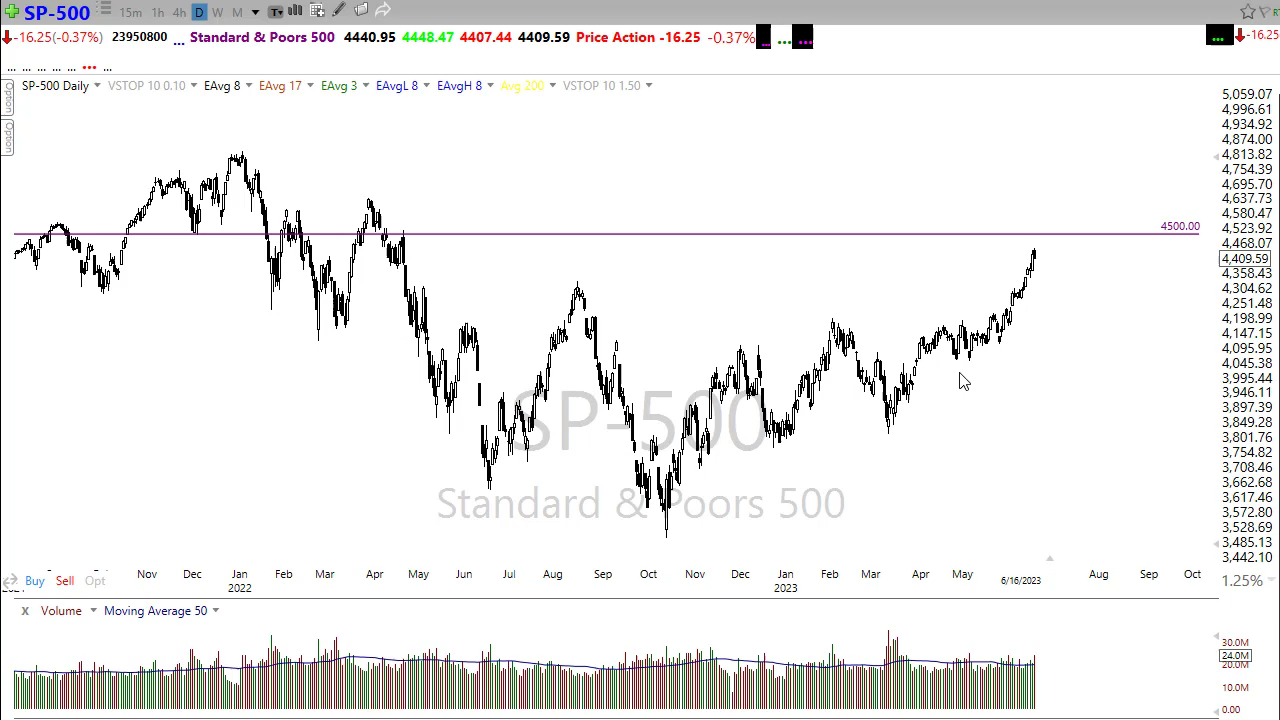 SP-500 15m 1h 4h D W M T
-16.25(-0.37%) 23950800 ... Standard & Poors 500 4440.95 4448.47 4407.44 4409.59 Price Action -16.25 -0.37% ... ... ... ... -16.25
... ... ... ... ... ... ...
SP-500 Daily VSTOP 10 0.10 EAvg 8 EAvg 17 EAvg 3 EAvgL 8 EAvgH 8 Avg 200 VSTOP 10 1.50
Option
Option
5,059.07
4,996.61
4,934.92
4,874.00
4,813.82
4,754.39
4,695.70
4,637.73
4,580.47
4500.00
4,523.92
4,468.07
4,409.59
4,358.43
4,304.62
4,251.48
4,198.99
4,147.15
4,095.95
4,045.38
3,995.44
3,946.11
3,897.39
3,849.28
3,801.76
3,754.82
3,708.46
3,662.68
3,617.46
3,572.80
3,528.69
3,485.13
3,442.10
SP-500
Standard & Poors 500
Nov Dec Jan Feb Mar Apr May Jun Jul Aug Sep Oct Nov Dec Jan Feb Mar Apr May 6/16/2023 Aug Sep Oct
Buy Sell Opt 1.25%
2022 2023
X Volume Moving Average 50
30.0M
24.0M
20.0M
10.0M
0.00